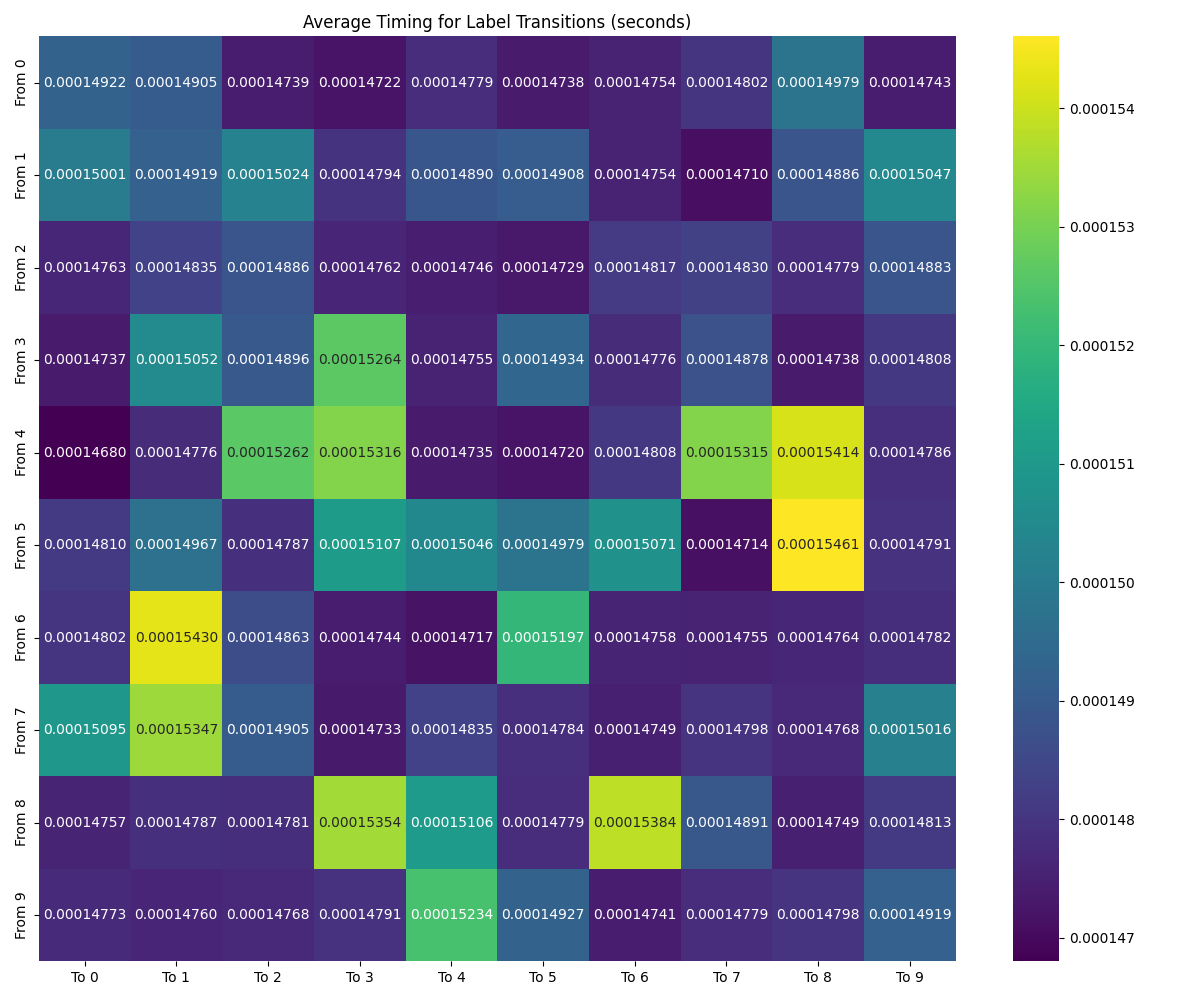 Average Timing for Label Transitions (seconds)
From 0 0.00014922 0.00014905 0.00014739 0.00014722 0.00014779 0.00014738 0.00014754 0.00014802 0.00014979 0.00014743
From 1 0.00015001 0.00014919 0.00015024 0.00014794 0.00014890 0.00014908 0.00014754 0.00014710 0.00014886 0.00015047
From 2 0.00014763 0.00014835 0.00014886 0.00014762 0.00014746 0.00014729 0.00014817 0.00014830 0.00014779 0.00014883
From 3 0.00014737 0.00015052 0.00014896 0.00015264 0.00014755 0.00014934 0.00014776 0.00014878 0.00014738 0.00014808
From 4 0.00014680 0.00014776 0.00015262 0.00015316 0.00014735 0.00014720 0.00014808 0.00015315 0.00015414 0.00014786
From 5 0.00014810 0.00014967 0.00014787 0.00015107 0.00015046 0.00014979 0.00015071 0.00014714 0.00015461 0.00014791
From 6 0.00014802 0.00015430 0.00014863 0.00014744 0.00014717 0.00015197 0.00014758 0.00014755 0.00014764 0.00014782
From 7 0.00015095 0.00015347 0.00014905 0.00014733 0.00014835 0.00014784 0.00014749 0.00014798 0.00014768 0.00015016
From 8 0.00014757 0.00014787 0.00014781 0.00015354 0.00015106 0.00014779 0.00015384 0.00014891 0.00014749 0.00014813
From 9 0.00014773 0.00014760 0.00014768 0.00014791 0.00015234 0.00014927 0.00014741 0.00014779 0.00014798 0.00014919
To 0 To 1 To 2 To 3 To 4 To 5 To 6 To 7 To 8 To 9
0.000154
0.000153
0.000152
0.000151
0.000150
0.000149
0.000148
0.000147